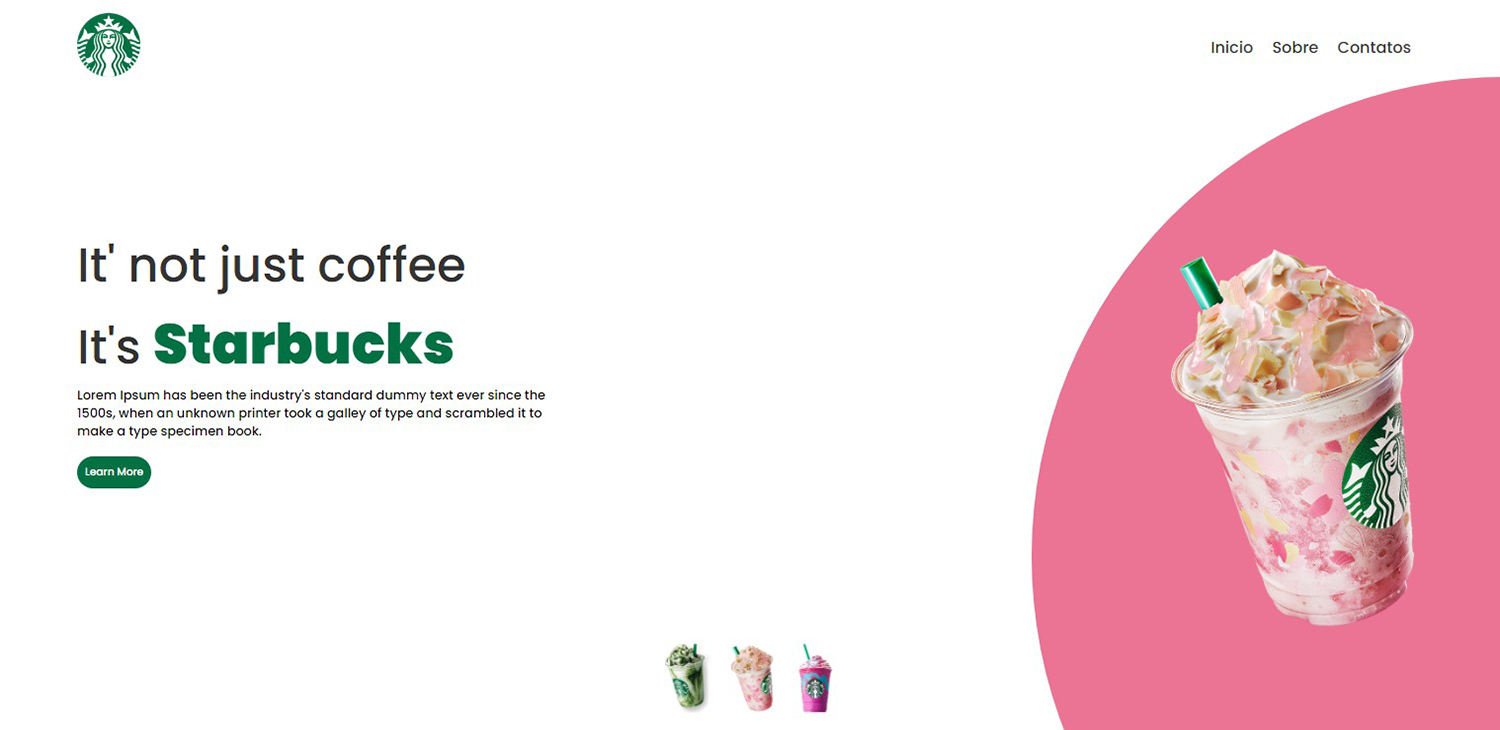 Inicio Sobre Contatos
It' not just coffee
It's Starbucks
Lorem Ipsum has been the industry's standard dummy text ever since the
1500s, when an unknown printer took a galley of type and scrambled it to
make a type specimen book.
Learn More